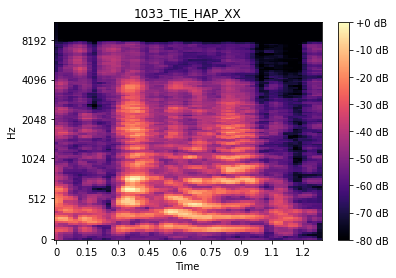 1033_TIE_HAP_XX
+0 dB
8192
-10 dB
4096
-20 dB
-30 dB
2048
Hz
-40 dB
1024
-50 dB
512
-60 dB
-70 dB
0
-80 dB
0 0.15 0.3 0.45 0.6 0.75 0.9 1.1 1.2
Time